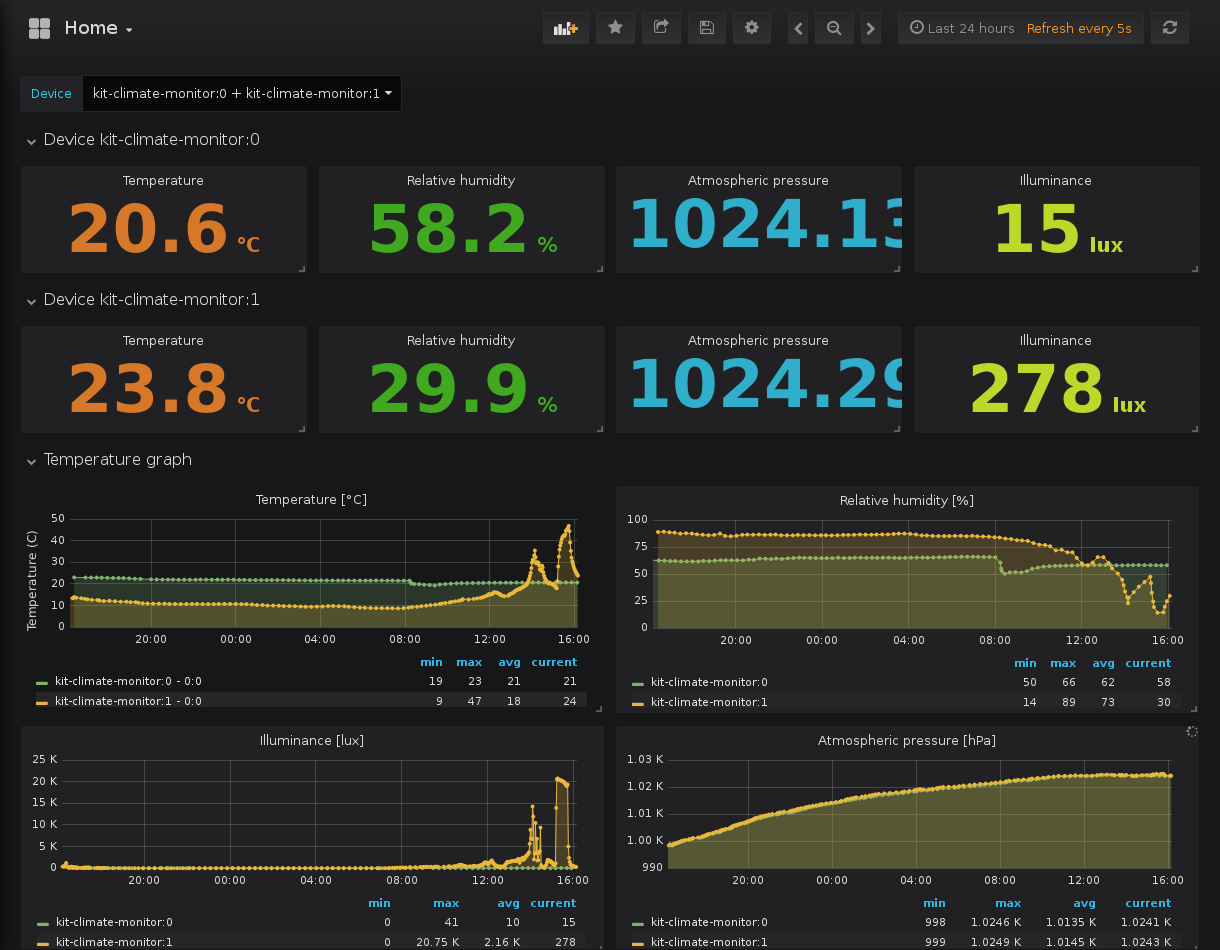 Home
Last 24 hours Refresh every 5s
Device kit-climate-monitor:0 + kit-climate-monitor:1
Device kit-climate-monitor:0
Temperature
20.6 °C
Relative humidity
58.2 %
Atmospheric pressure
1024.13
Illuminance
15 lux
Device kit-climate-monitor:1
Temperature
23.8 °C
Relative humidity
29.9 %
Atmospheric pressure
1024.29
Illuminance
278 lux
Temperature graph
Temperature [°C]
Temperature (C)
50
40
30
20
10
0
20:00 00:00 04:00 08:00 12:00 16:00
min max avg current
kit-climate-monitor:0 - 0:0 19 23 21 21
kit-climate-monitor:1 - 0:0 9 47 18 24
Relative humidity [%]
100
75
50
25
0
20:00 00:00 04:00 08:00 12:00 16:00
min max avg current
kit-climate-monitor:0 50 66 62 58
kit-climate-monitor:1 14 89 73 30
Illuminance [lux]
25 K
20 K
15 K
10 K
5 K
0
20:00 00:00 04:00 08:00 12:00 16:00
min max avg current
kit-climate-monitor:0 0 41 10 15
kit-climate-monitor:1 0 20.75 K 2.16 K 278
Atmospheric pressure [hPa]
1.03 K
1.02 K
1.01 K
1.00 K
990
20:00 00:00 04:00 08:00 12:00 16:00
min max avg current
kit-climate-monitor:0 998 1.0246 K 1.0135 K 1.0241 K
kit-climate-monitor:1 999 1.0249 K 1.0145 K 1.0243 K